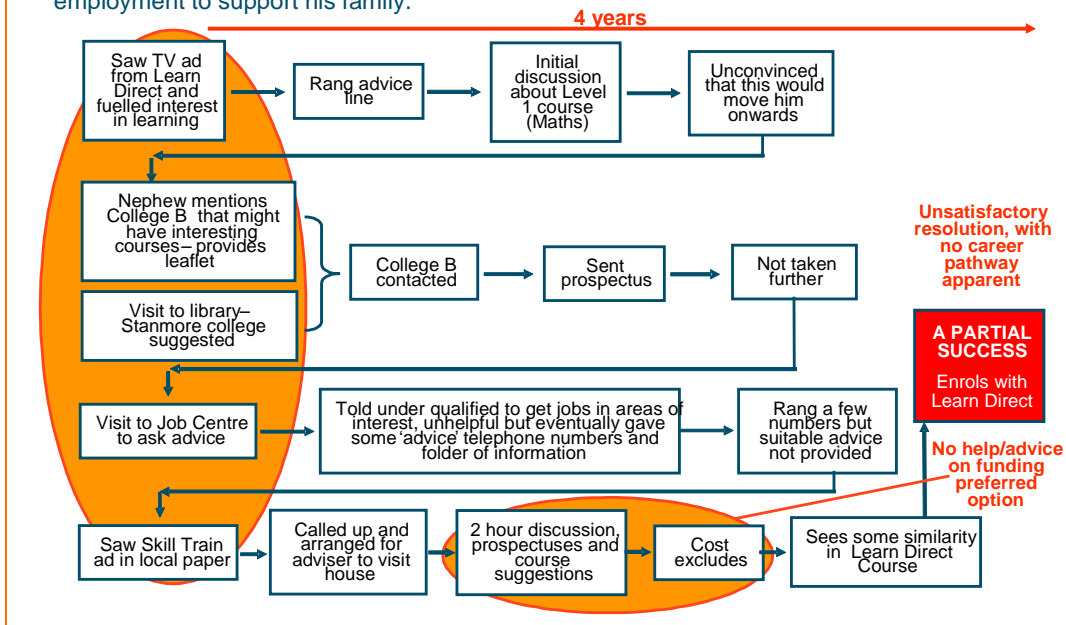 employment to support his family.
4 years
Saw TV ad
from Learn
Direct and
fuelled interest
in learning
Rang advice
line
Initial
discussion
about Level
1 course
(Maths)
Unconvinced
that this would
move him
onwards
Nephew mentions
College B that might
have interesting
courses– provides
leaflet
Visit to library–
Stanmore college
suggested
College B
contacted
Sent
prospectus
Not taken
further
Unsatisfactory
resolution, with
no career
pathway
apparent
A PARTIAL
SUCCESS
Enrols with
Learn Direct
Visit to Job Centre
to ask advice
Told under qualified to get jobs in areas of
interest, unhelpful but eventually gave
some ‘advice’ telephone numbers and
folder of information
Rang a few
numbers but
suitable advice
not provided
No help/advice
on funding
preferred
option
Saw Skill Train
ad in local paper
Called up and
arranged for
adviser to visit
house
2 hour discussion,
prospectuses and
course
suggestions
Cost
excludes
Sees some similarity
in Learn Direct
Course